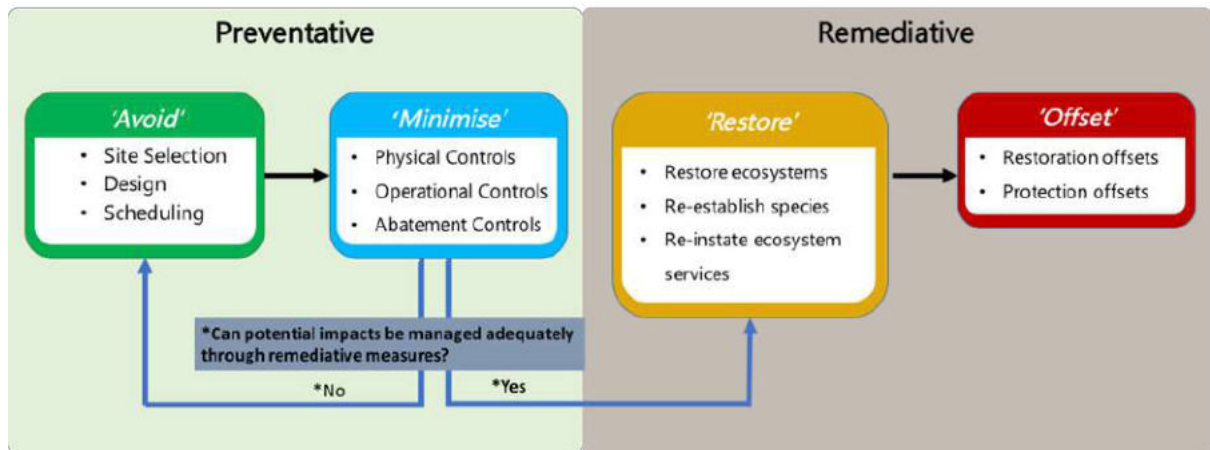 Preventative
'Avoid'
• Site Selection
• Design
• Scheduling
'Minimise'
• Physical Controls
• Operational Controls
• Abatement Controls
*Can potential impacts be managed adequately
through remediative measures?
*No
*Yes
Remediative
'Restore'
• Restore ecosystems
• Re-establish species
• Re-instate ecosystem
services
'Offset'
• Restoration offsets
• Protection offsets